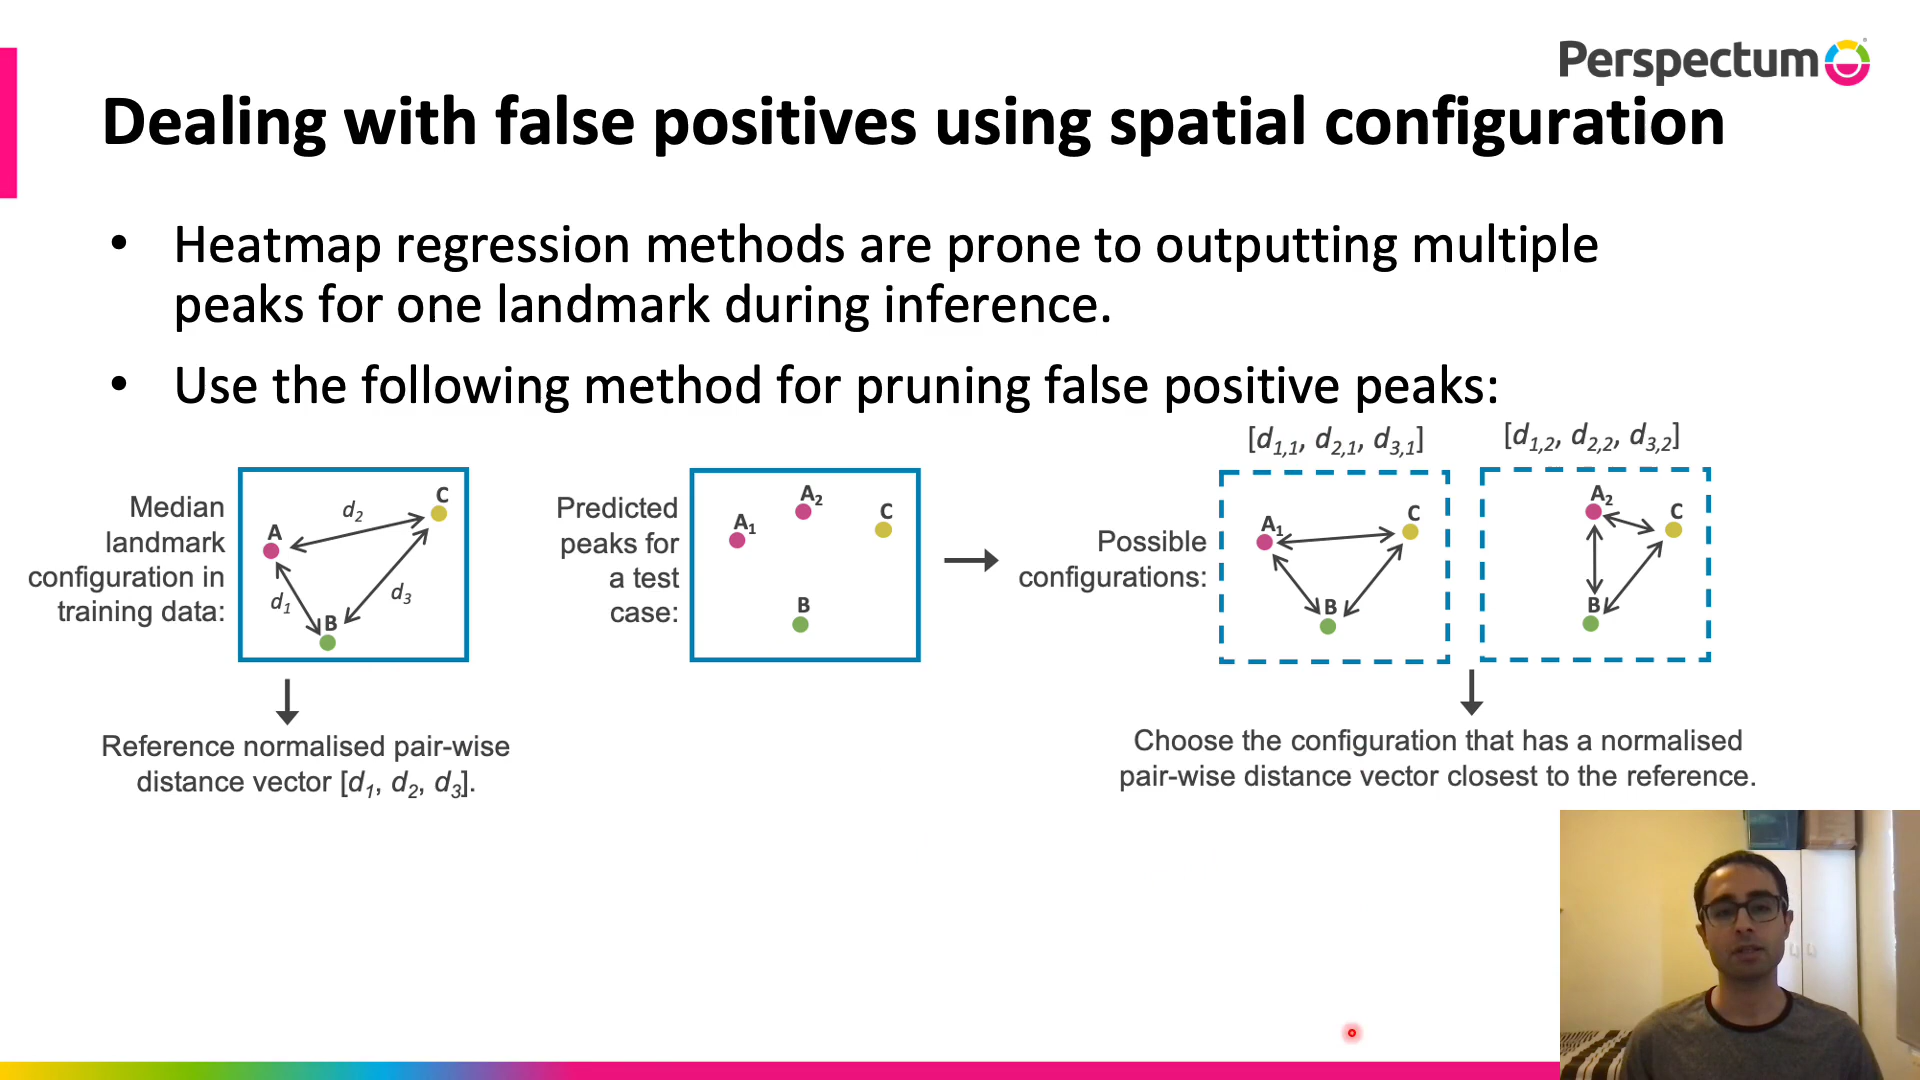 Perspectum
Dealing with false positives using spatial configuration
• Heatmap regression methods are prone to outputting multiple
peaks for one landmark during inference.
• Use the following method for pruning false positive peaks:
Median
landmark
configuration in
training data:
A
B
C
d1
d2
d3
Reference normalised pair-wise
distance vector [d1, d2, d3].
Predicted
peaks for
a test
case:
A1
A2
C
B
Possible
configurations:
[d1,1, d2,1, d3,1]
A1
C
B
[d1,2, d2,2, d3,2]
A2
C
B
Choose the configuration that has a normalised
pair-wise distance vector closest to the reference.